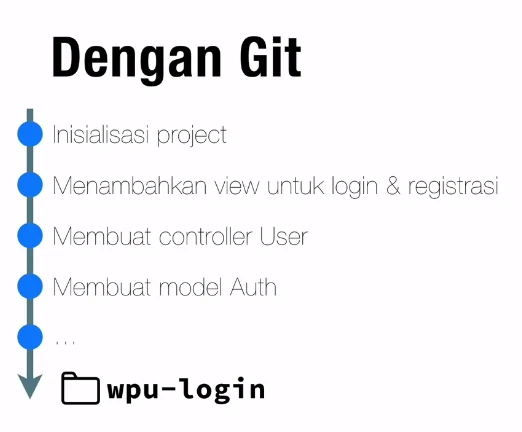 Dengan Git
Inisialisasi project
Menambahkan view untuk login & registrasi
Membuat controller User
Membuat model Auth
...
wpu-login